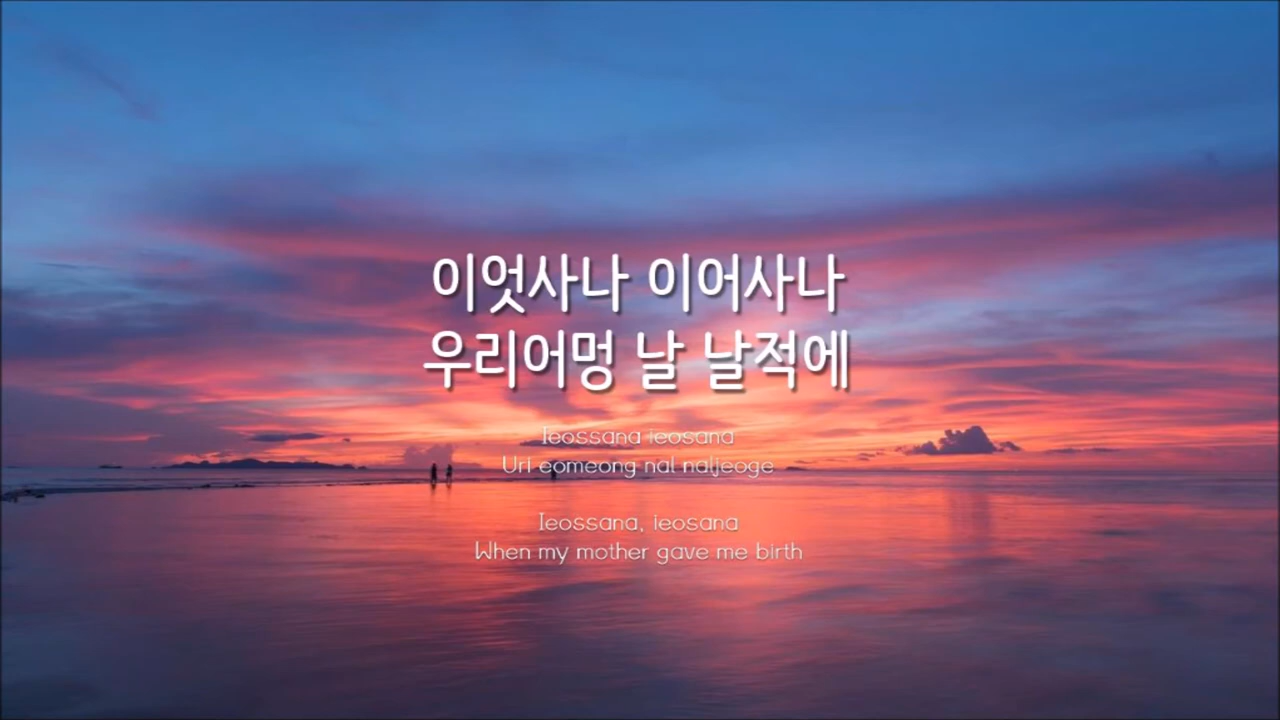 이엇사나 이어사나
우리어멍 날 날적에
Ieossana ieosana
Uri eomeong nal naljeoge
Ieossana, ieosana
When my mother gave me birth